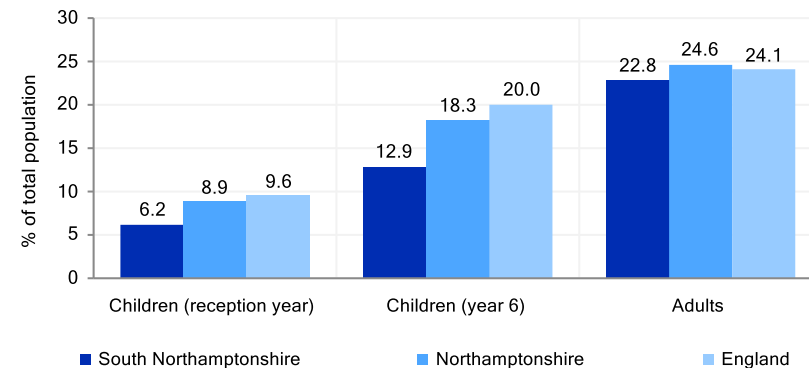 % of total population
30
25
20
15
10
5
0
6.2
8.9
9.6
12.9
18.3
20.0
22.8
24.6
24.1
Children (reception year)
Children (year 6)
Adults
South Northamptonshire
Northamptonshire
England